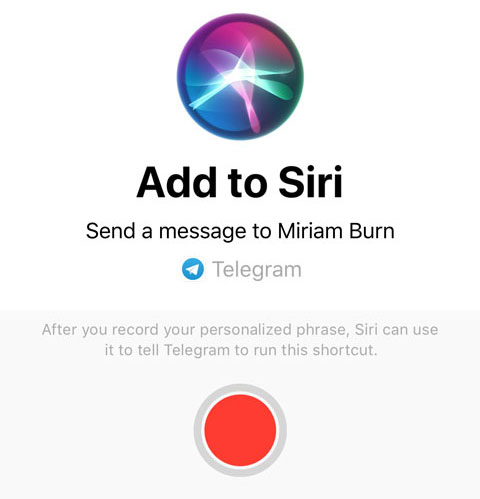 Add to Siri
Send a message to Miriam Burn
Telegram
After you record your personalized phrase, Siri can use
it to tell Telegram to run this shortcut.